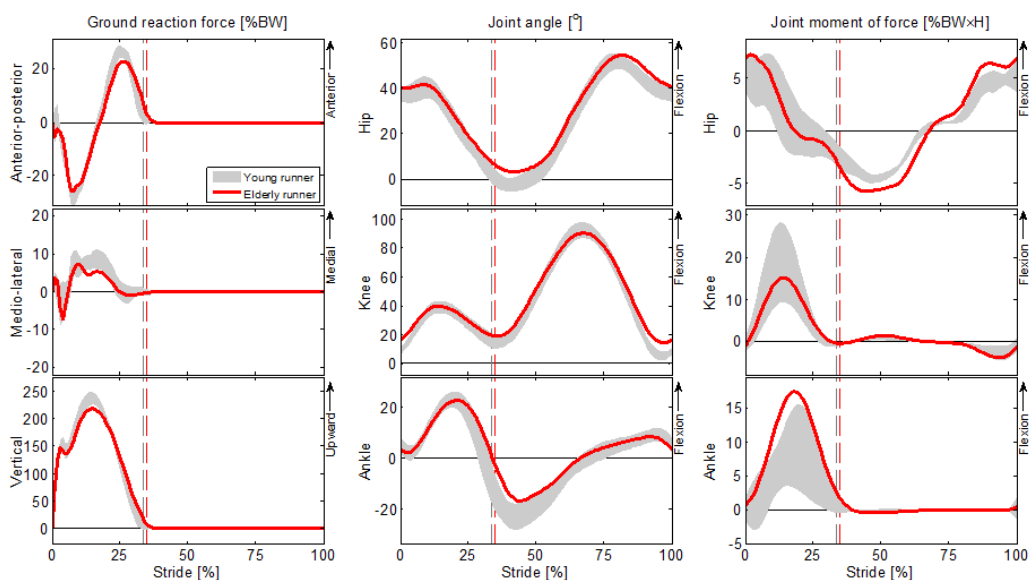 Ground reaction force [%BW]
Joint angle [°]
Joint moment of force [%BW×H]
Anterior-posterior
20
0
-20
Anterior
Young runner
Elderly runner
Hip
60
40
20
0
Flexion
Hip
5
0
-5
Flexion
Medio-lateral
20
10
0
-10
-20
Medial
Knee
100
80
60
40
20
0
Flexion
Knee
30
20
10
0
Flexion
Vertical
250
200
150
100
50
0
Upward
Ankle
20
0
-20
Flexion
Ankle
15
10
5
0
-5
Flexion
0 25 50 75 100
Stride [%]
0 25 50 75 100
Stride [%]
0 25 50 75 100
Stride [%]